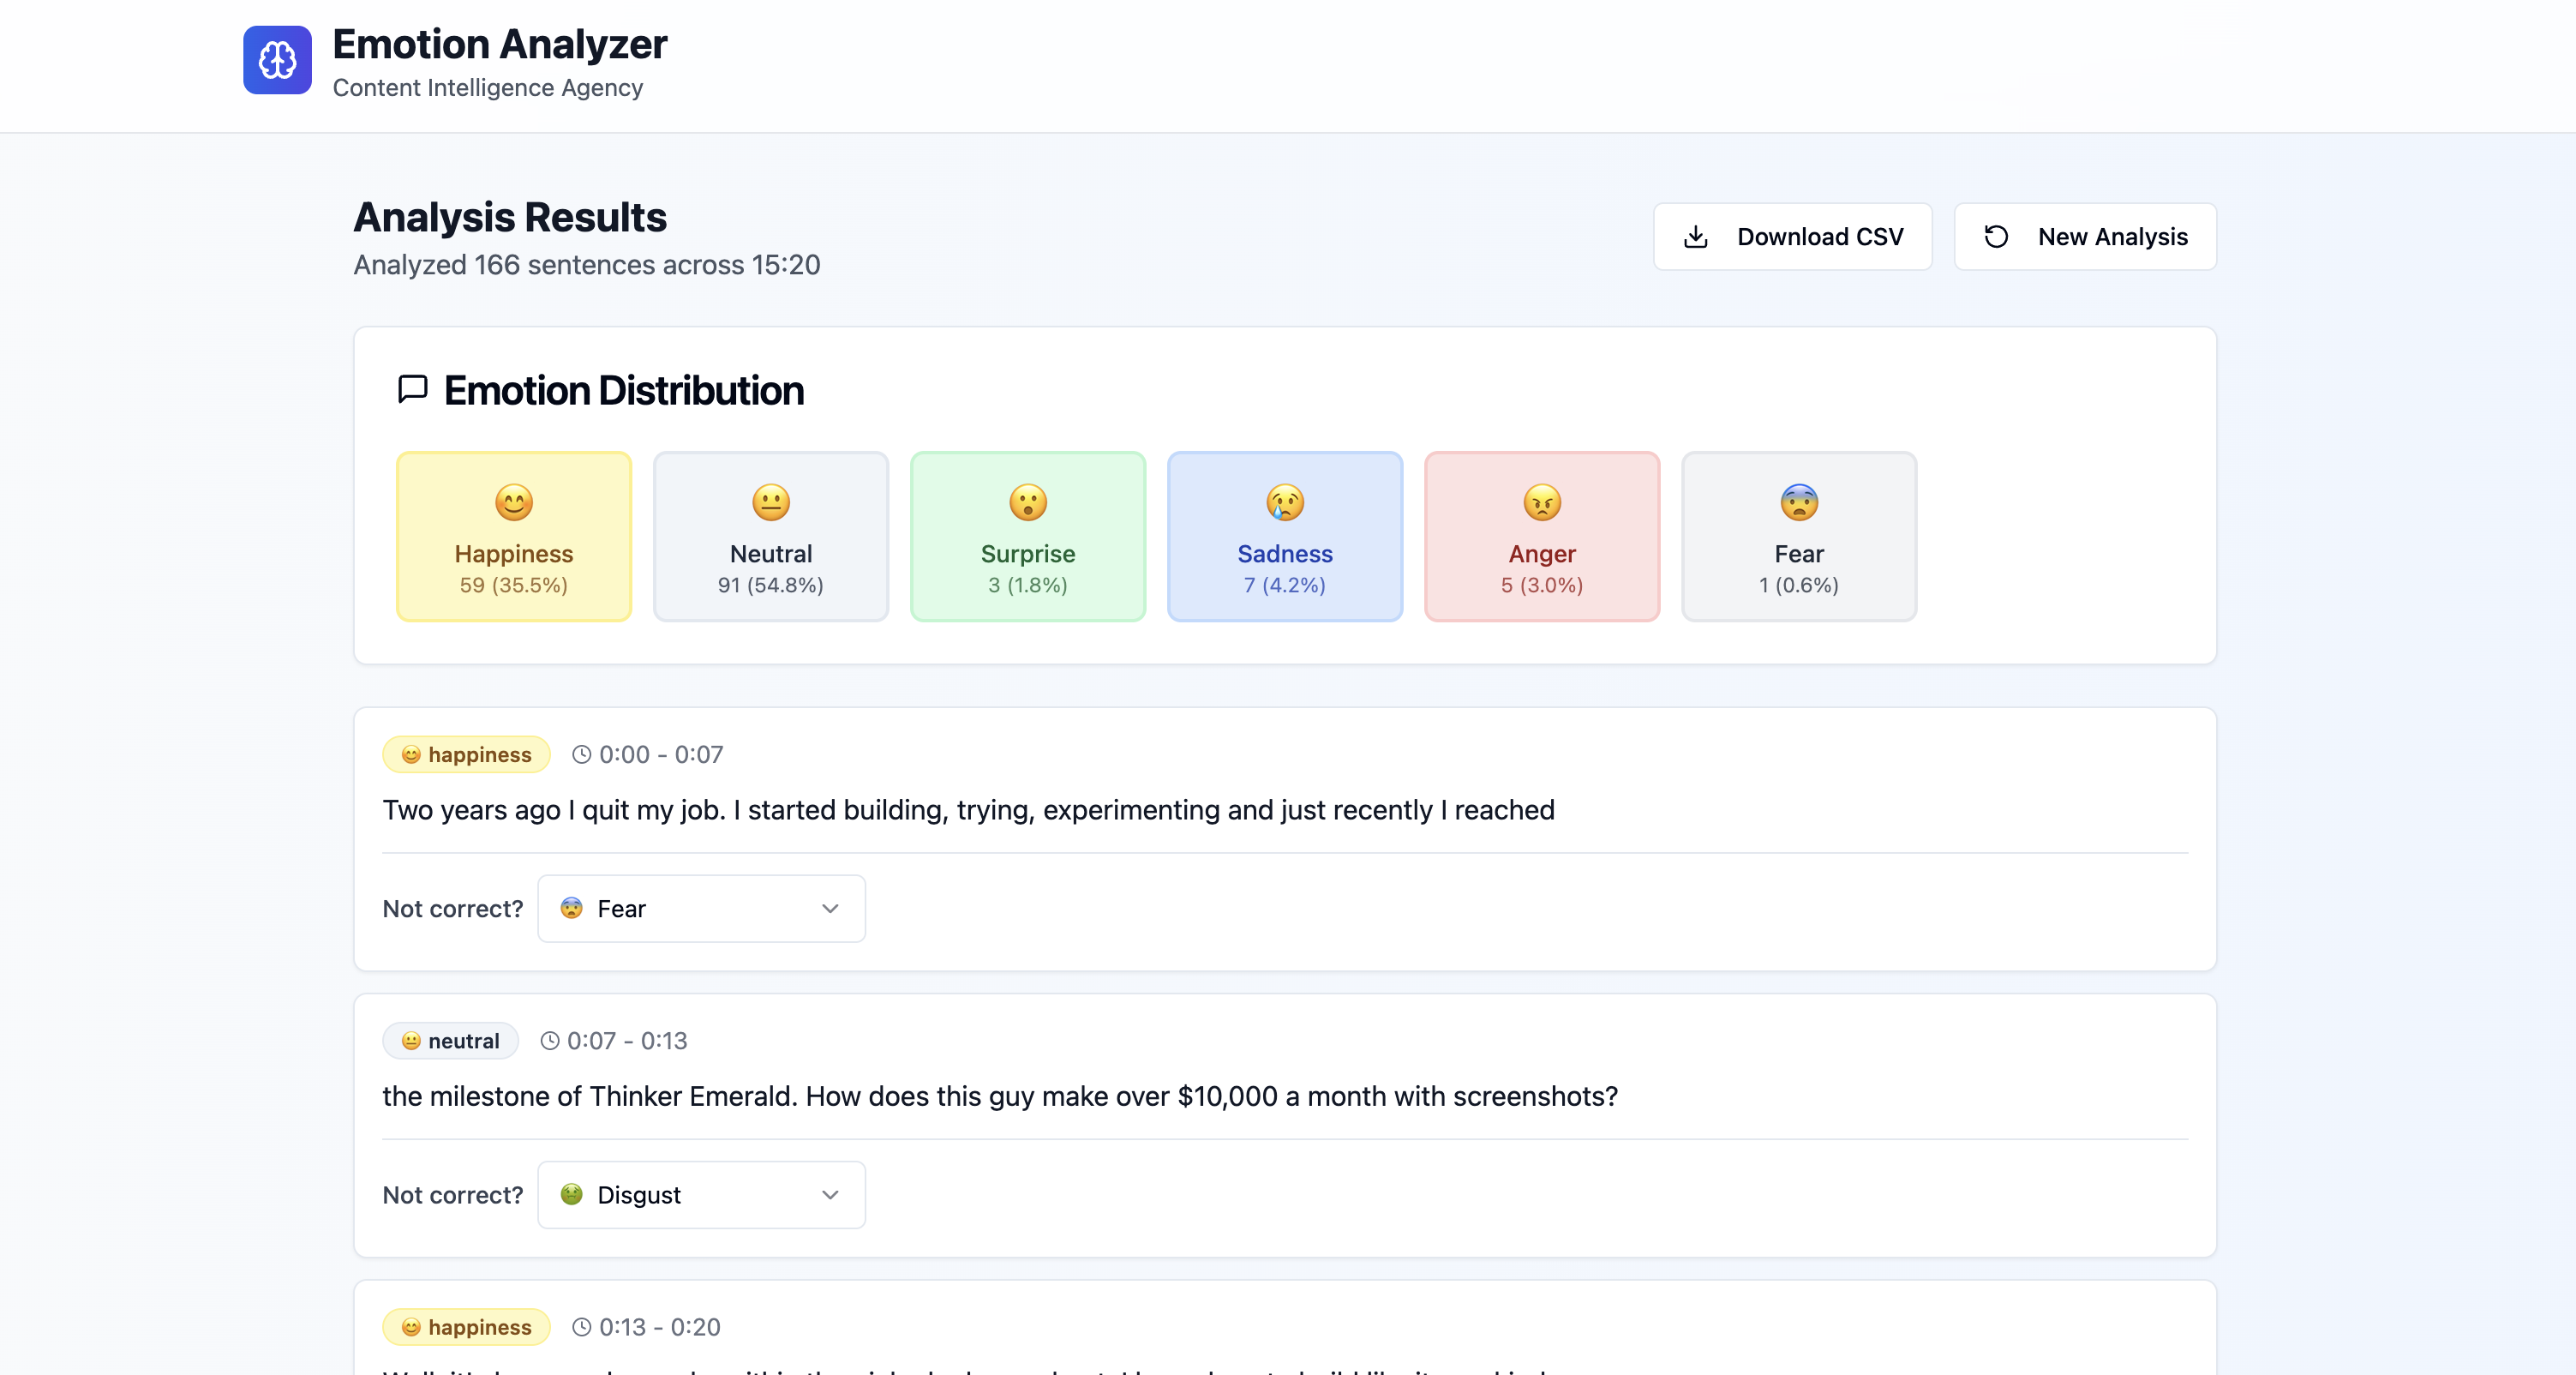 Emotion Analyzer
Content Intelligence Agency
Analysis Results
Analyzed 166 sentences across 15:20
Download CSV
New Analysis
Emotion Distribution
Happiness
59 (35.5%)
Neutral
91 (54.8%)
Surprise
3 (1.8%)
Sadness
7 (4.2%)
Anger
5 (3.0%)
Fear
1 (0.6%)
happiness 0:00 - 0:07
Two years ago I quit my job. I started building, trying, experimenting and just recently I reached
Not correct? Fear
neutral 0:07 - 0:13
the milestone of Thinker Emerald. How does this guy make over $10,000 a month with screenshots?
Not correct? Disgust
happiness 0:13 - 0:20